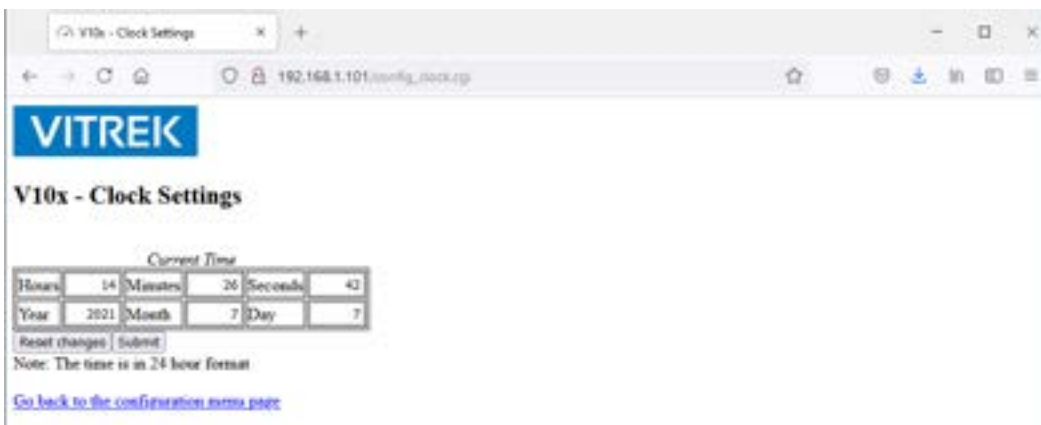 V10x - Clock Settings
192.168.1.101/config_clock.cgi
VITREK
V10x - Clock Settings
Current Time
Hours 14 Minutes 26 Seconds 42
Year 2021 Month 7 Day 7
Reset changes Submit
Note: The time is in 24 hour format
Go back to the configuration menu page